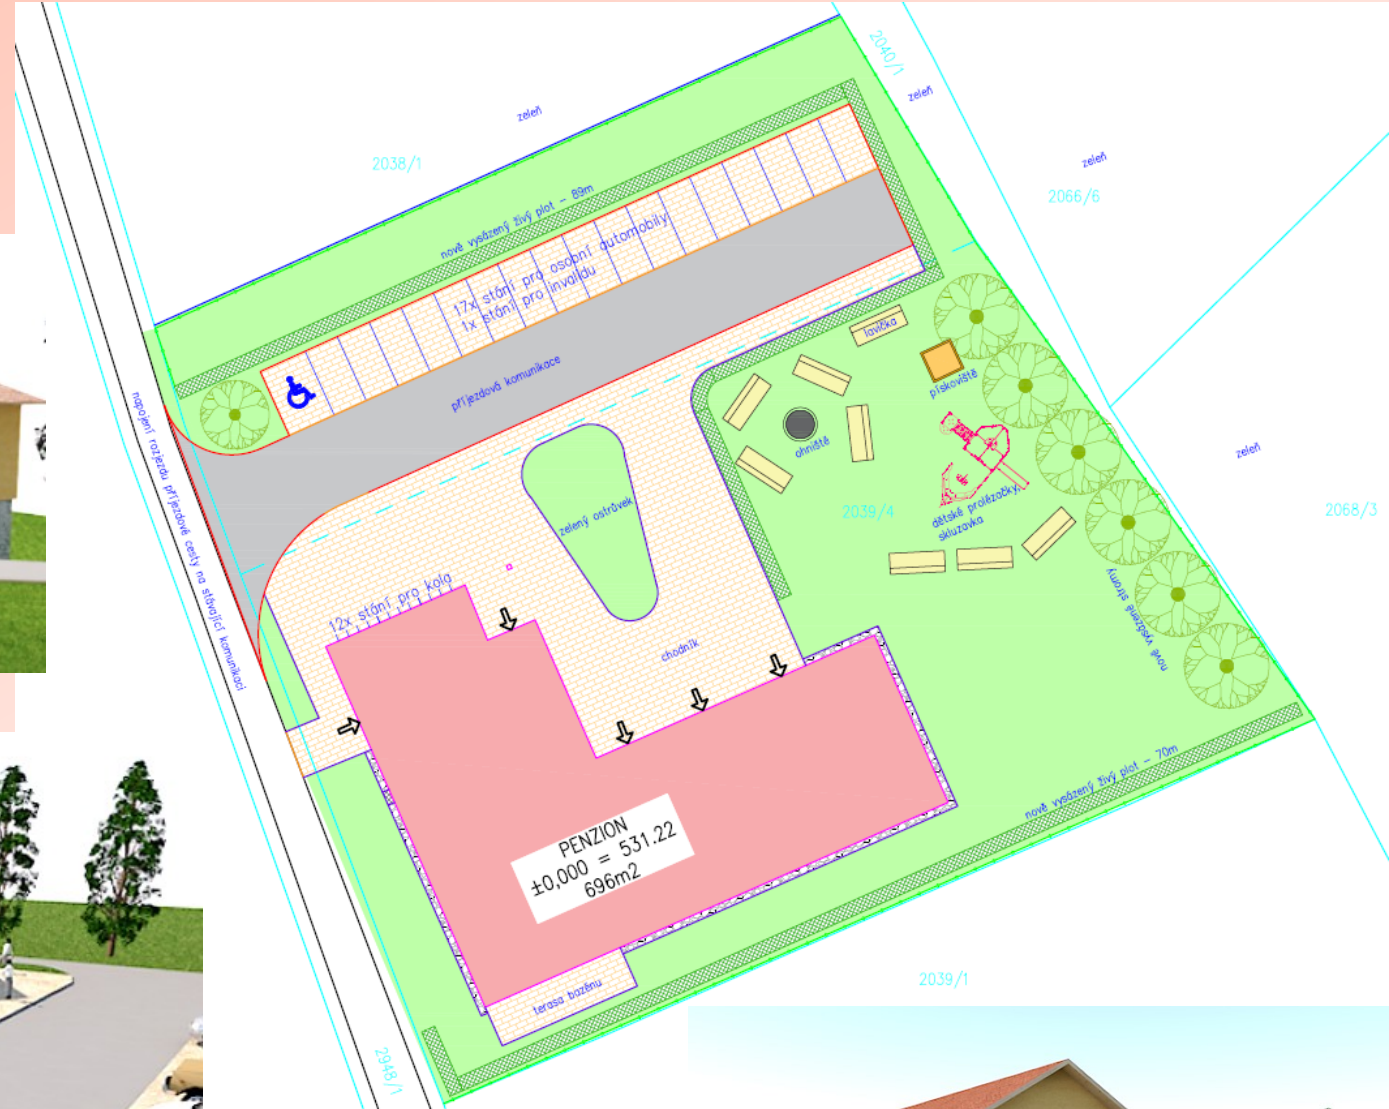 2040/1
zeleň
zeleň
2038/1
zeleň
2066/6
nově vysázený živý plot - 89m
17x stání pro osobní automobily
1x stání pro invalidu
lavička
příjezdová komunikace
pískoviště
napojení rozjezdu příjezdové cesty na stávající komunikaci
ohniště
zeleň
zelený ostrůvek
2039/4
dětské prolézačky,
skluzavka
2068/3
12x stání pro kola
chodník
nově vysázené stromy
nově vysázený živý plot - 70m
PENZION
±0,000 = 531.22
696m2
terasa bazénu
2039/1
2948/1